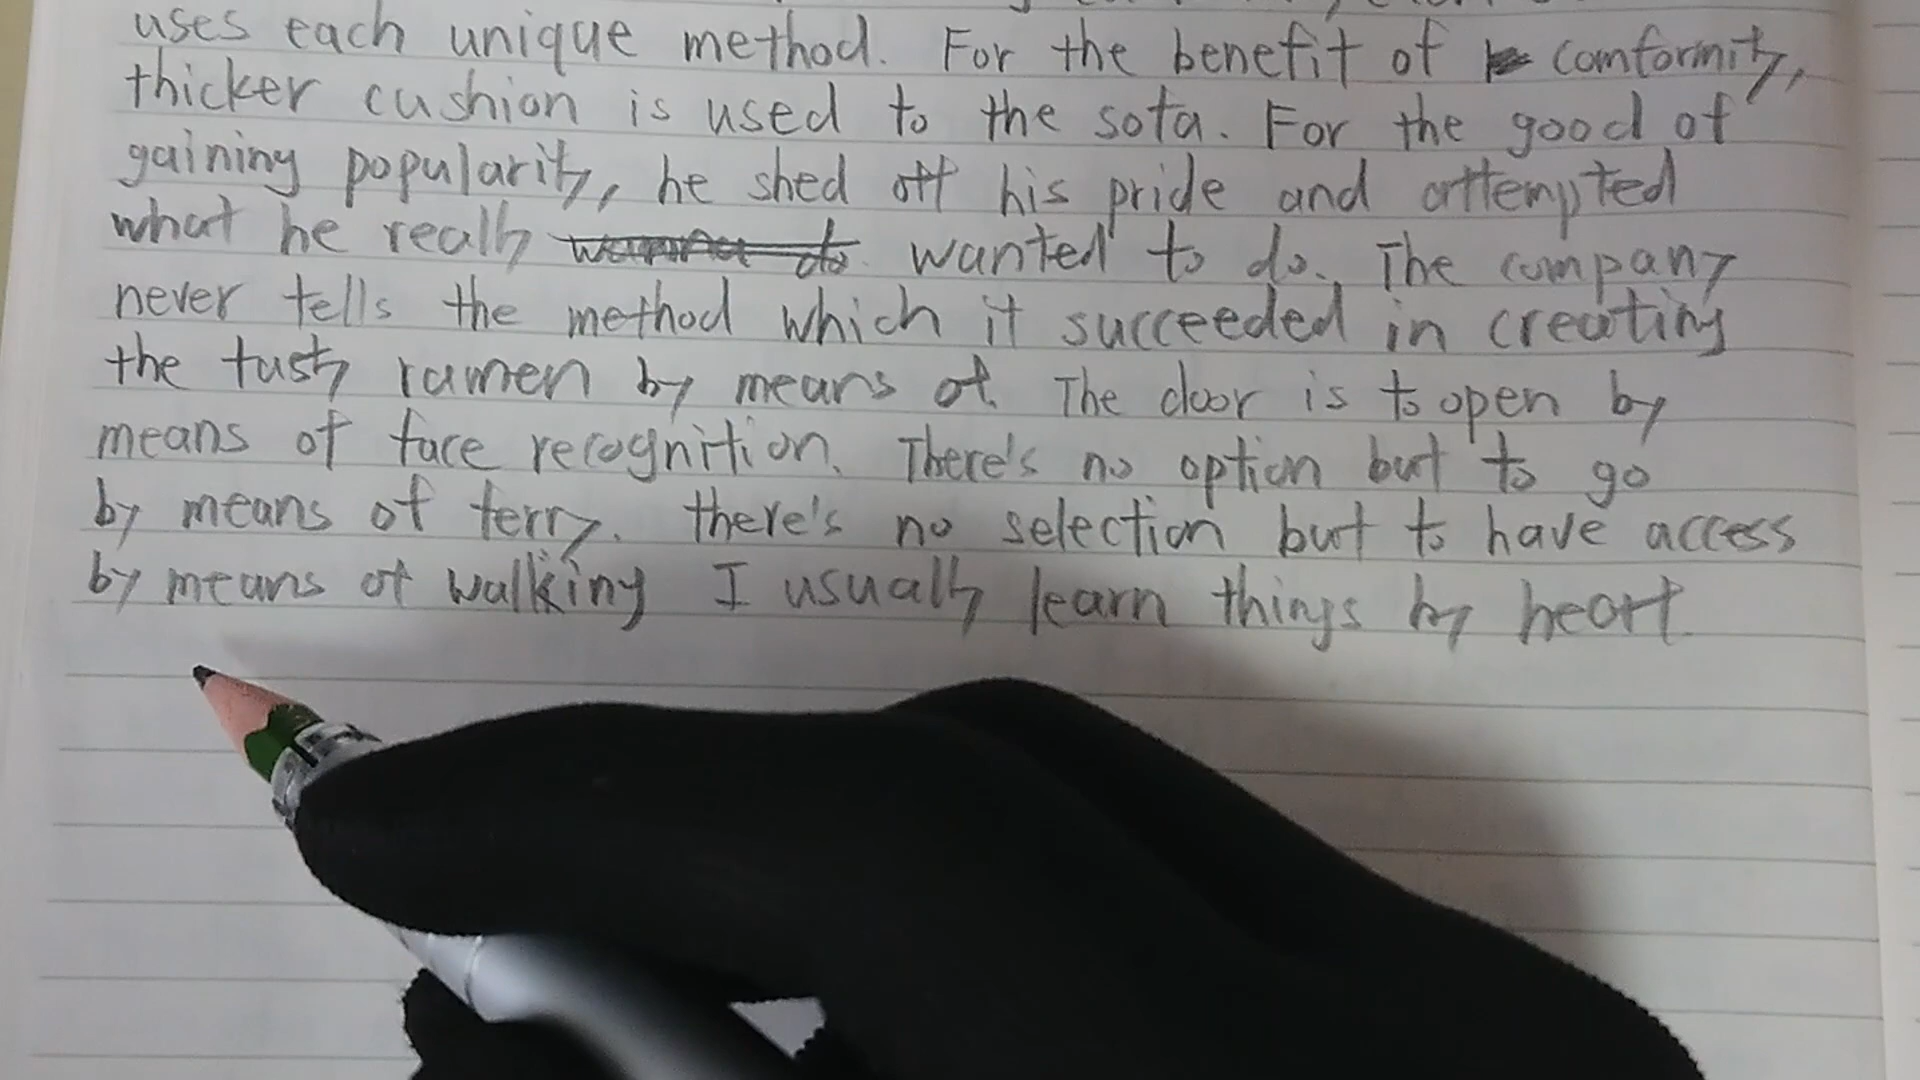 uses each unique method. For the benefit of comformity,
thicker cushion is used to the sofa. For the good of
gaining popularity, he shed off his pride and attempted
what he really wanna do wanted to do. The company
never tells the method which it succeeded in creating
the tasty ramen by means of. The door is to open by
means of face recognition. There's no option but to go
by means of ferry. there's no selection but to have access
by means of walking I usually learn things by heart